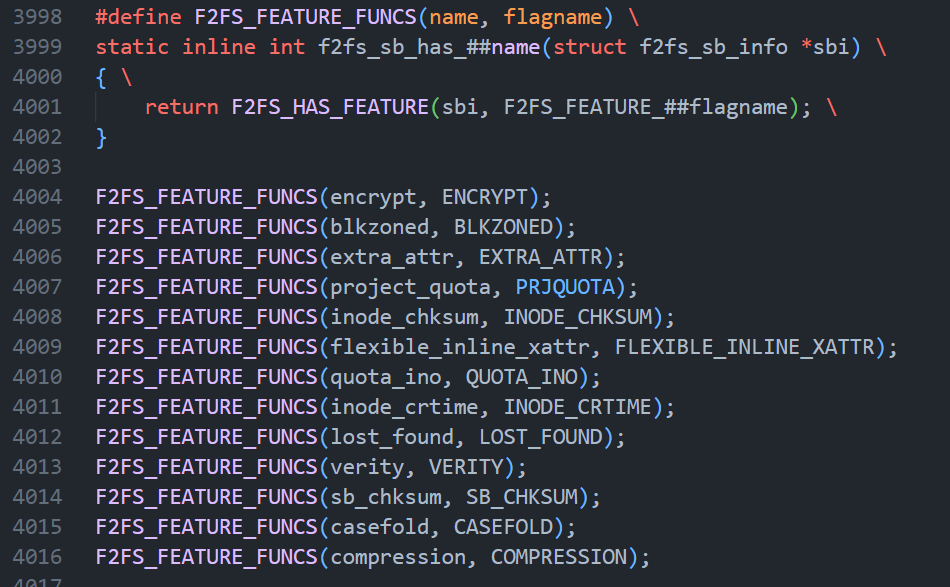 3998 #define F2FS_FEATURE_FUNCS(name, flagname) \
3999 static inline int f2fs_sb_has_##name(struct f2fs_sb_info *sbi) \
4000 { \
4001     return F2FS_HAS_FEATURE(sbi, F2FS_FEATURE_##flagname); \
4002 }
4003
4004 F2FS_FEATURE_FUNCS(encrypt, ENCRYPT);
4005 F2FS_FEATURE_FUNCS(blkzoned, BLKZONED);
4006 F2FS_FEATURE_FUNCS(extra_attr, EXTRA_ATTR);
4007 F2FS_FEATURE_FUNCS(project_quota, PRJQUOTA);
4008 F2FS_FEATURE_FUNCS(inode_chksum, INODE_CHKSUM);
4009 F2FS_FEATURE_FUNCS(flexible_inline_xattr, FLEXIBLE_INLINE_XATTR);
4010 F2FS_FEATURE_FUNCS(quota_ino, QUOTA_INO);
4011 F2FS_FEATURE_FUNCS(inode_crtime, INODE_CRTIME);
4012 F2FS_FEATURE_FUNCS(lost_found, LOST_FOUND);
4013 F2FS_FEATURE_FUNCS(verity, VERITY);
4014 F2FS_FEATURE_FUNCS(sb_chksum, SB_CHKSUM);
4015 F2FS_FEATURE_FUNCS(casefold, CASEFOLD);
4016 F2FS_FEATURE_FUNCS(compression, COMPRESSION);
4017